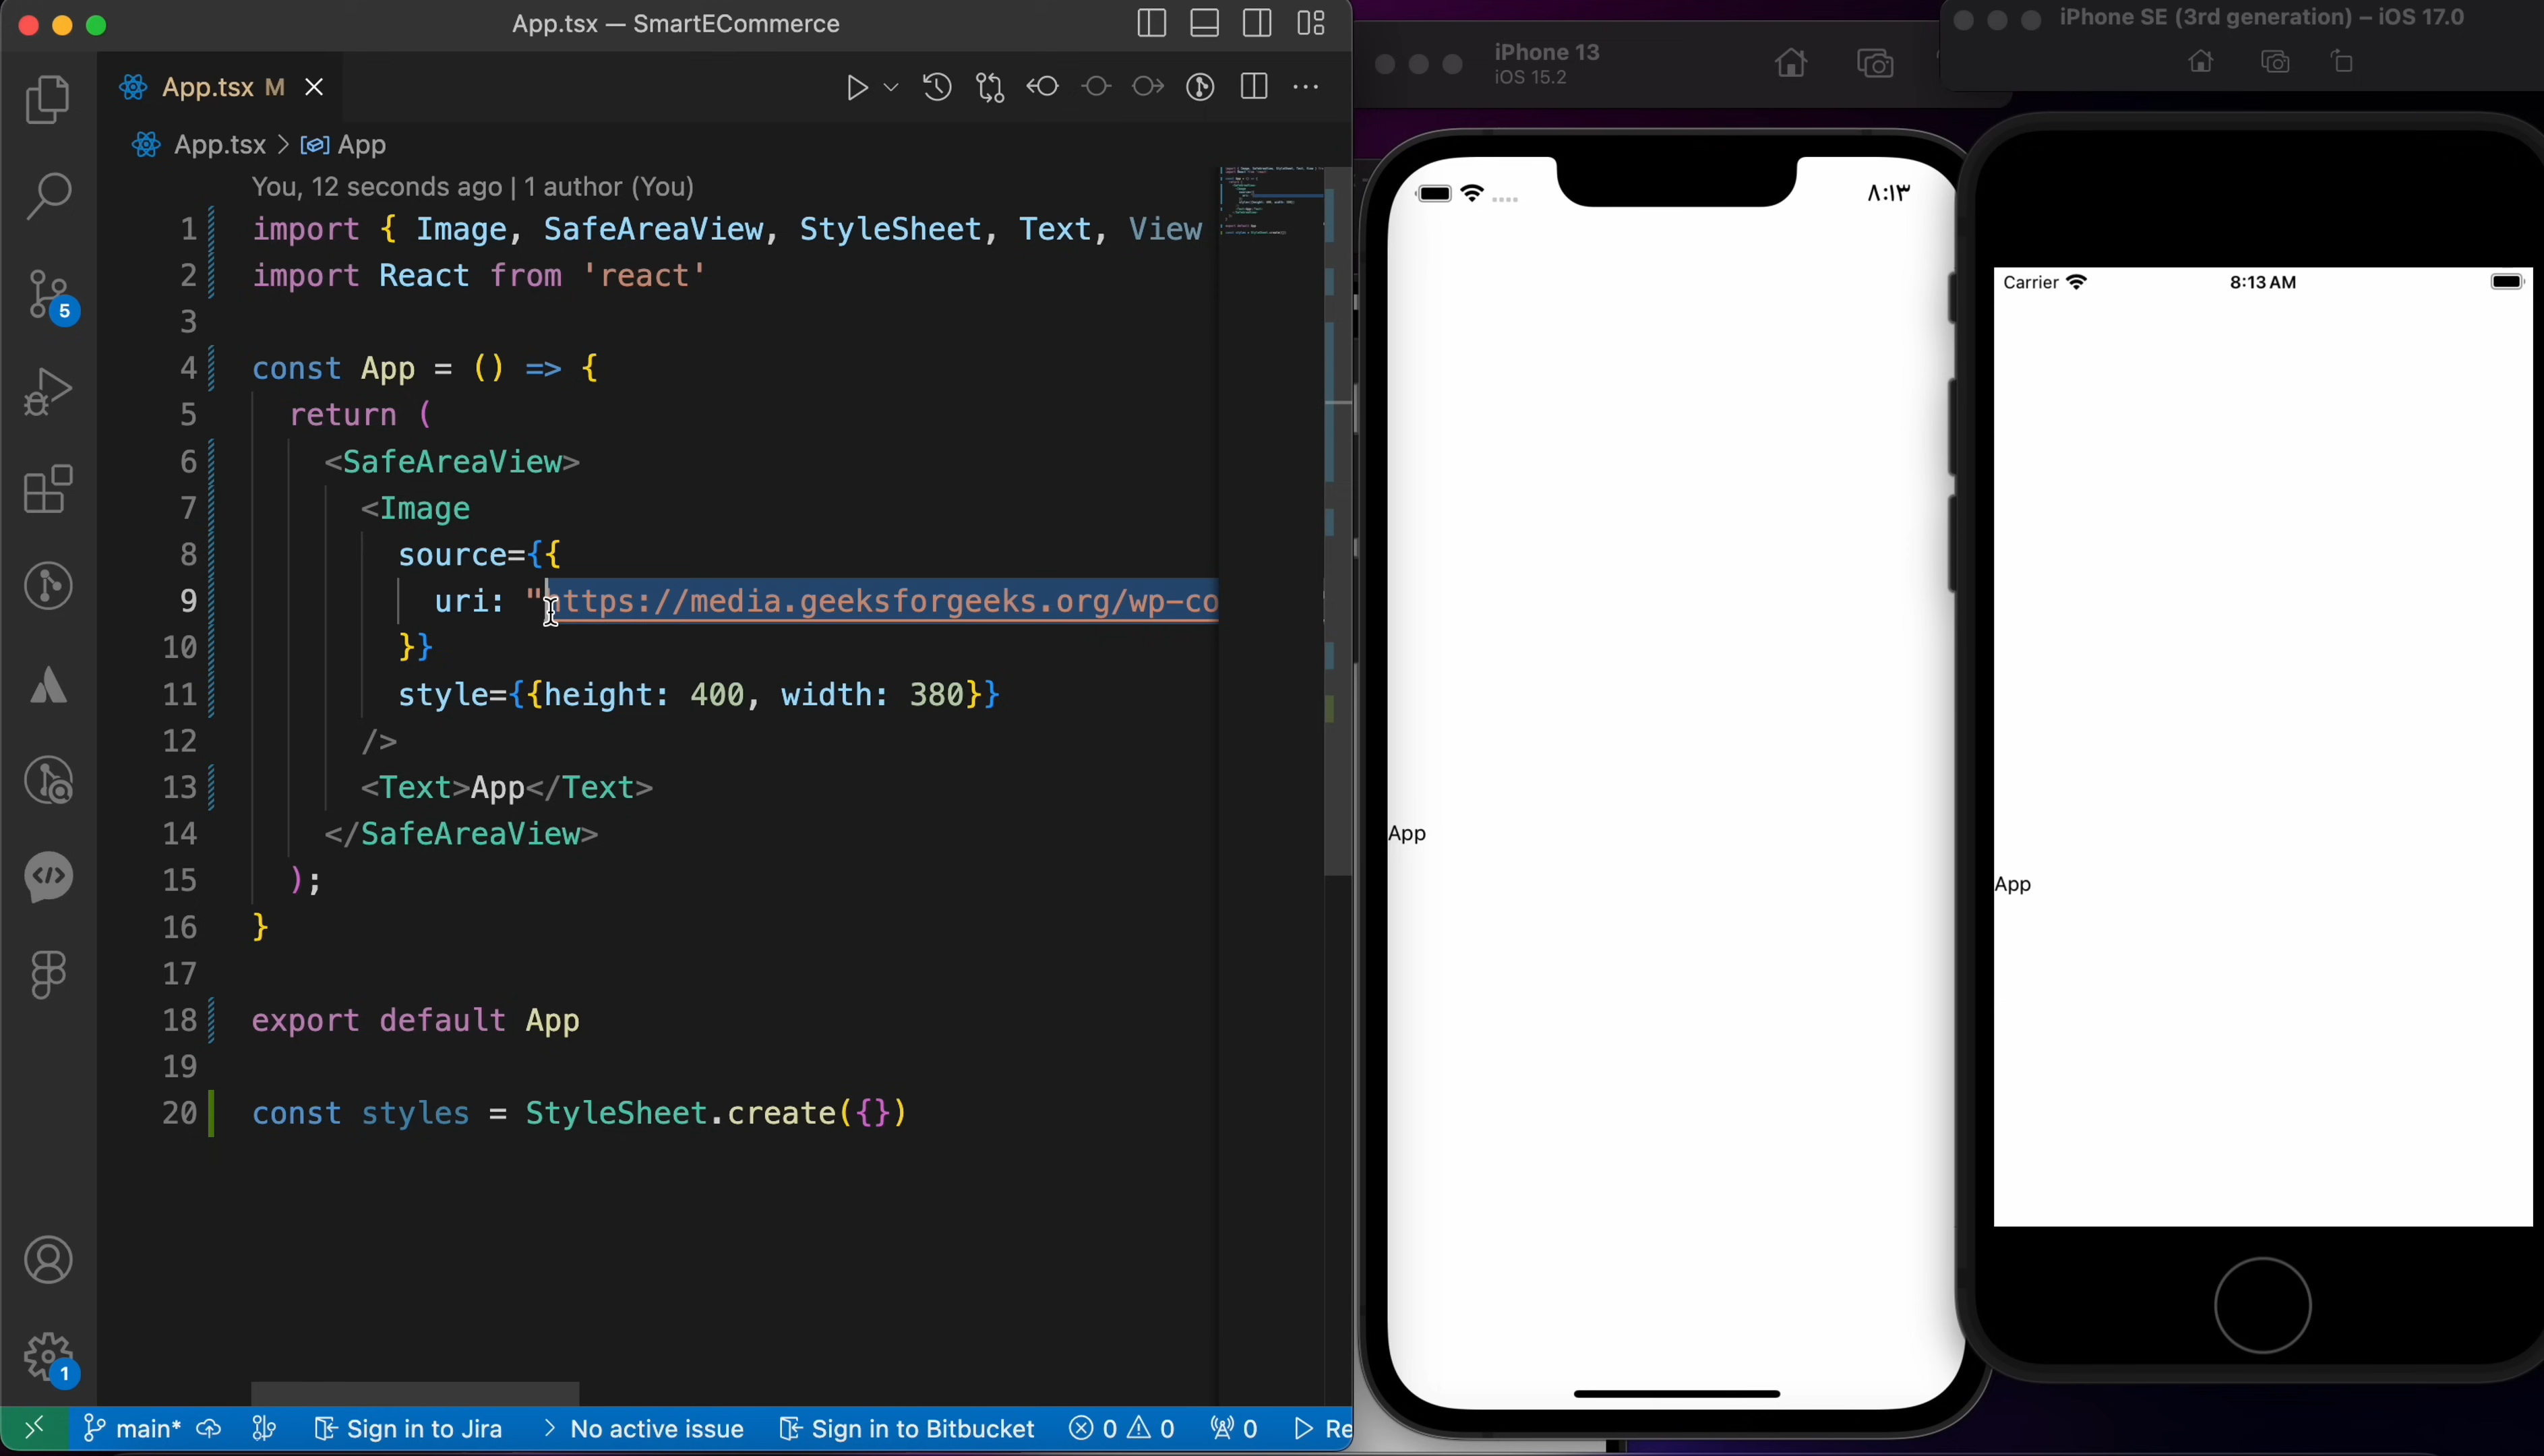 App.tsx — SmartECommerce
App.tsx M
App.tsx > App
You, 12 seconds ago | 1 author (You)
1 import { Image, SafeAreaView, StyleSheet, Text, View
2 import React from 'react'
3
4 const App = () => {
5 return (
6 <SafeAreaView>
7 <Image
8 source={{
9 uri: "https://media.geeksforgeeks.org/wp-co
10 }}
11 style={{height: 400, width: 380}}
12 />
13 <Text>App</Text>
14 </SafeAreaView>
15 );
16 }
17
18 export default App
19
20 const styles = StyleSheet.create({})
5
1
main* Sign in to Jira > No active issue Sign in to Bitbucket 0 0 0 Re
iPhone 13
iOS 15.2
٨:١٣
App
iPhone SE (3rd generation) – iOS 17.0
Carrier 8:13 AM
App